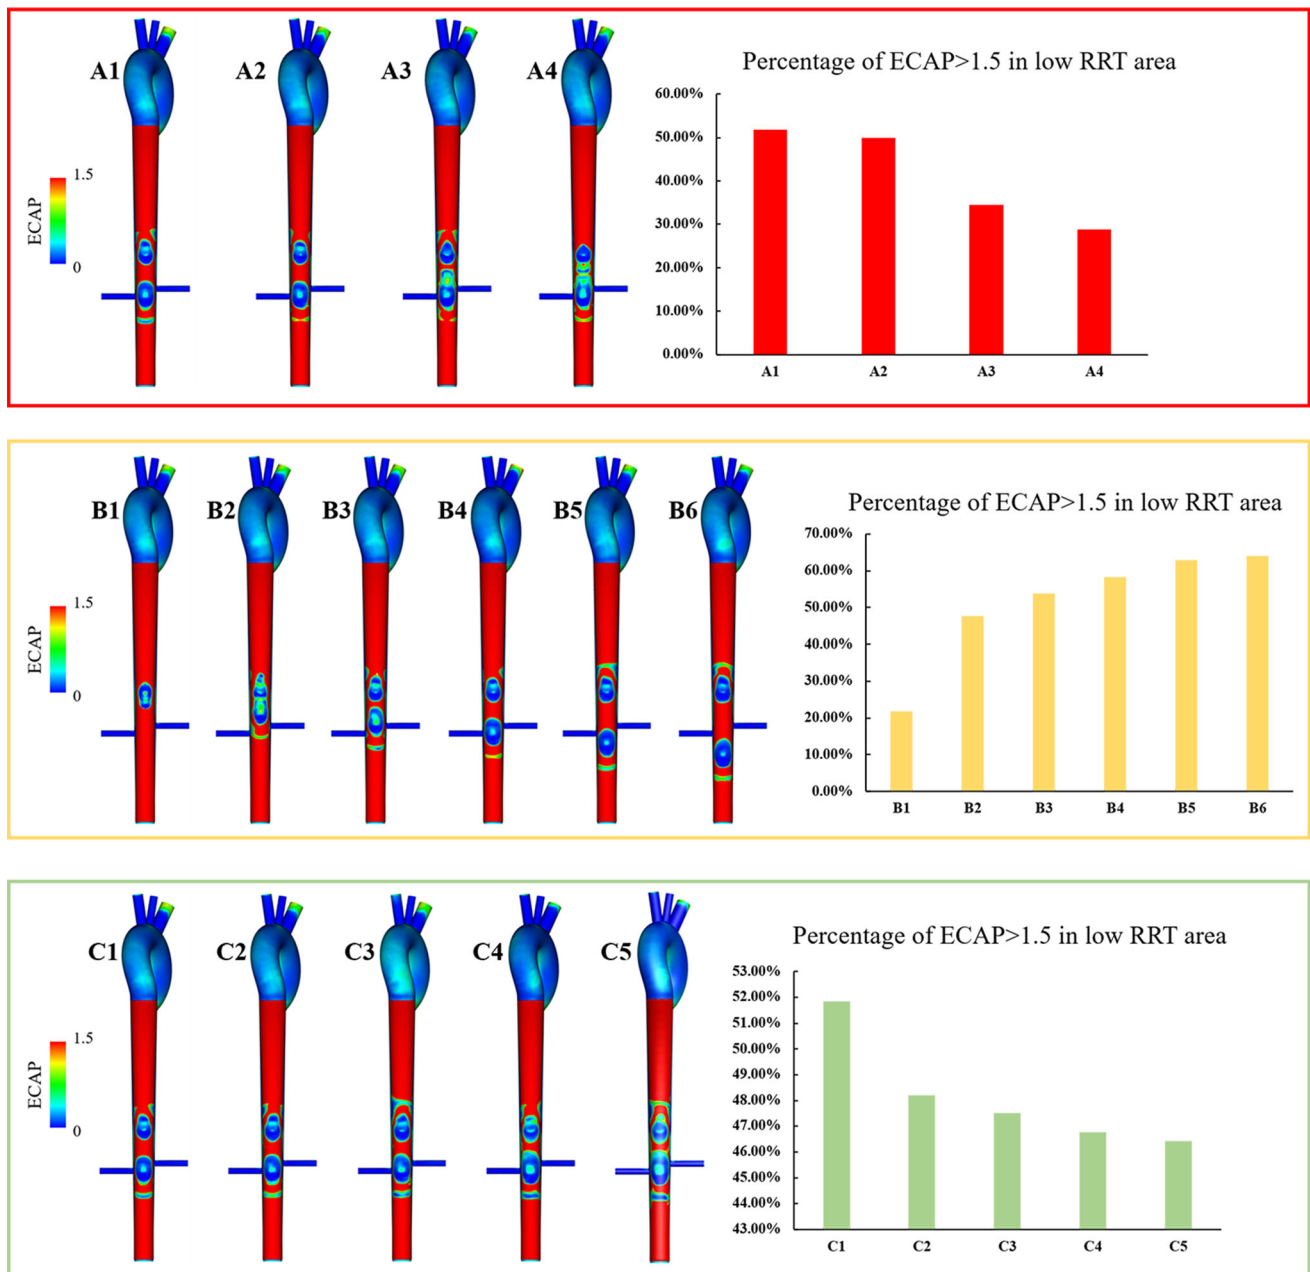 A1 A2 A3 A4
Percentage of ECAP>1.5 in low RRT area
60.00%
50.00%
40.00%
30.00%
20.00%
10.00%
0.00%
A1 A2 A3 A4
ECAP
1.5
0
B1 B2 B3 B4 B5 B6
Percentage of ECAP>1.5 in low RRT area
70.00%
60.00%
50.00%
40.00%
30.00%
20.00%
10.00%
0.00%
B1 B2 B3 B4 B5 B6
ECAP
1.5
0
C1 C2 C3 C4 C5
Percentage of ECAP>1.5 in low RRT area
53.00%
52.00%
51.00%
50.00%
49.00%
48.00%
47.00%
46.00%
45.00%
44.00%
43.00%
C1 C2 C3 C4 C5
ECAP
1.5
0